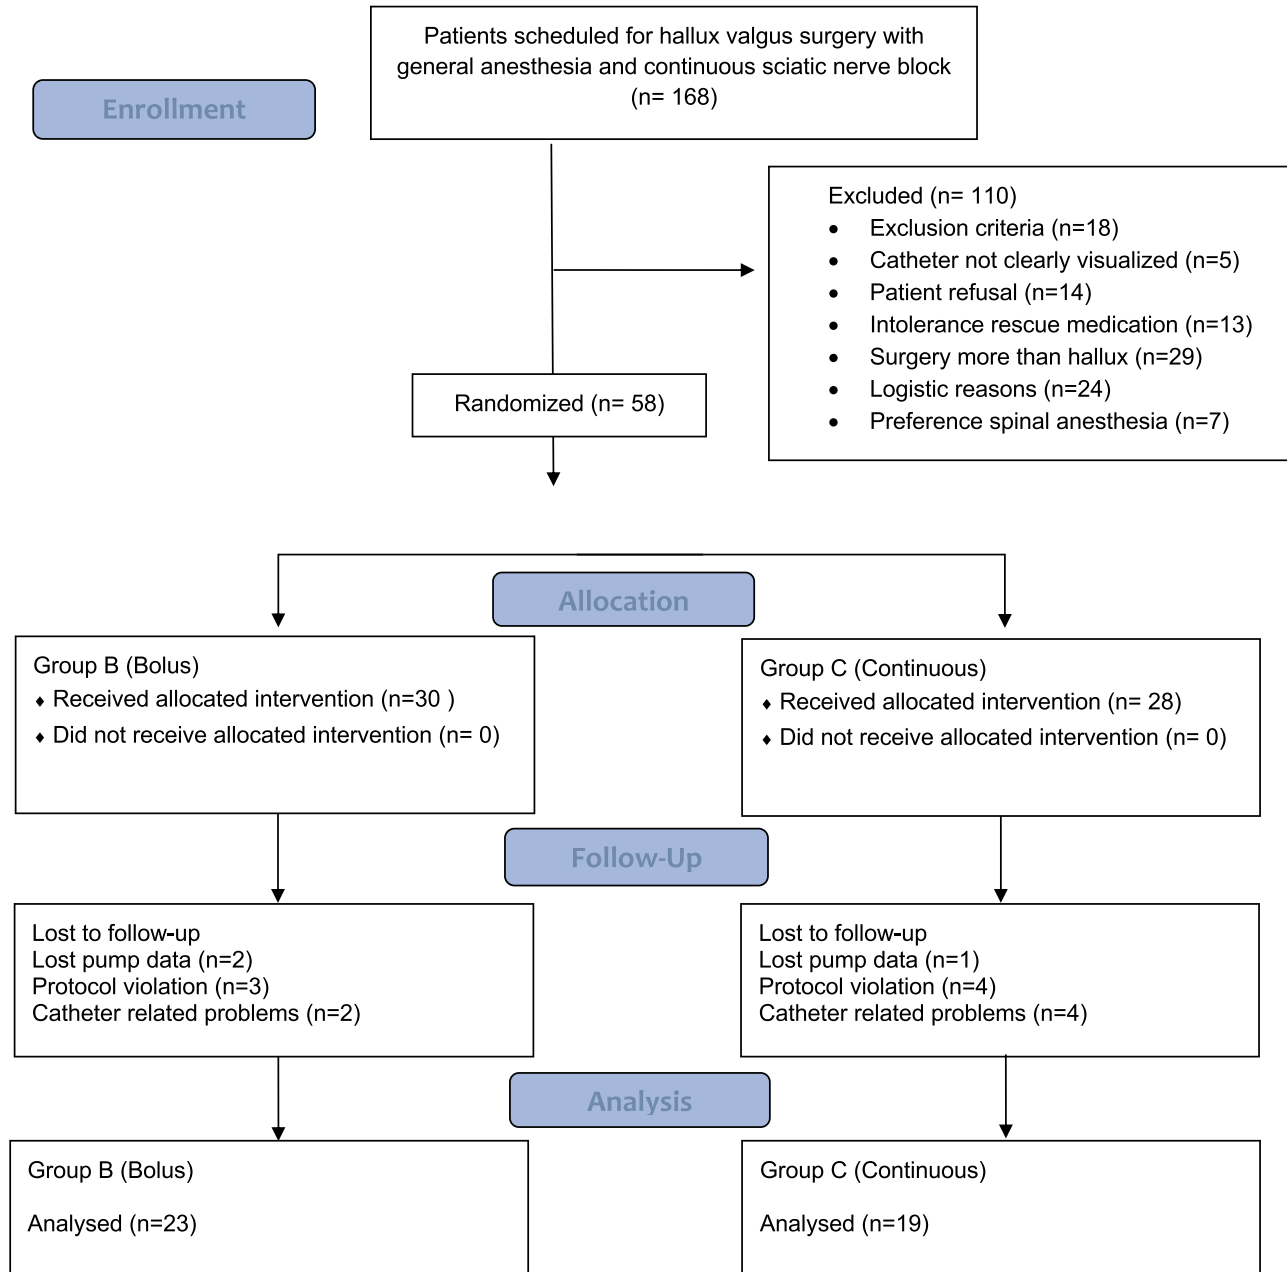 Patients scheduled for hallux valgus surgery with
general anesthesia and continuous sciatic nerve block
(n= 168)
Enrollment
Excluded (n= 110)
• Exclusion criteria (n=18)
• Catheter not clearly visualized (n=5)
• Patient refusal (n=14)
• Intolerance rescue medication (n=13)
• Surgery more than hallux (n=29)
• Logistic reasons (n=24)
• Preference spinal anesthesia (n=7)
Randomized (n= 58)
Allocation
Group B (Bolus)
♦ Received allocated intervention (n=30 )
♦ Did not receive allocated intervention (n= 0)
Group C (Continuous)
♦ Received allocated intervention (n= 28)
♦ Did not receive allocated intervention (n= 0)
Follow-Up
Lost to follow-up
Lost pump data (n=2)
Protocol violation (n=3)
Catheter related problems (n=2)
Lost to follow-up
Lost pump data (n=1)
Protocol violation (n=4)
Catheter related problems (n=4)
Analysis
Group B (Bolus)
Analysed (n=23)
Group C (Continuous)
Analysed (n=19)